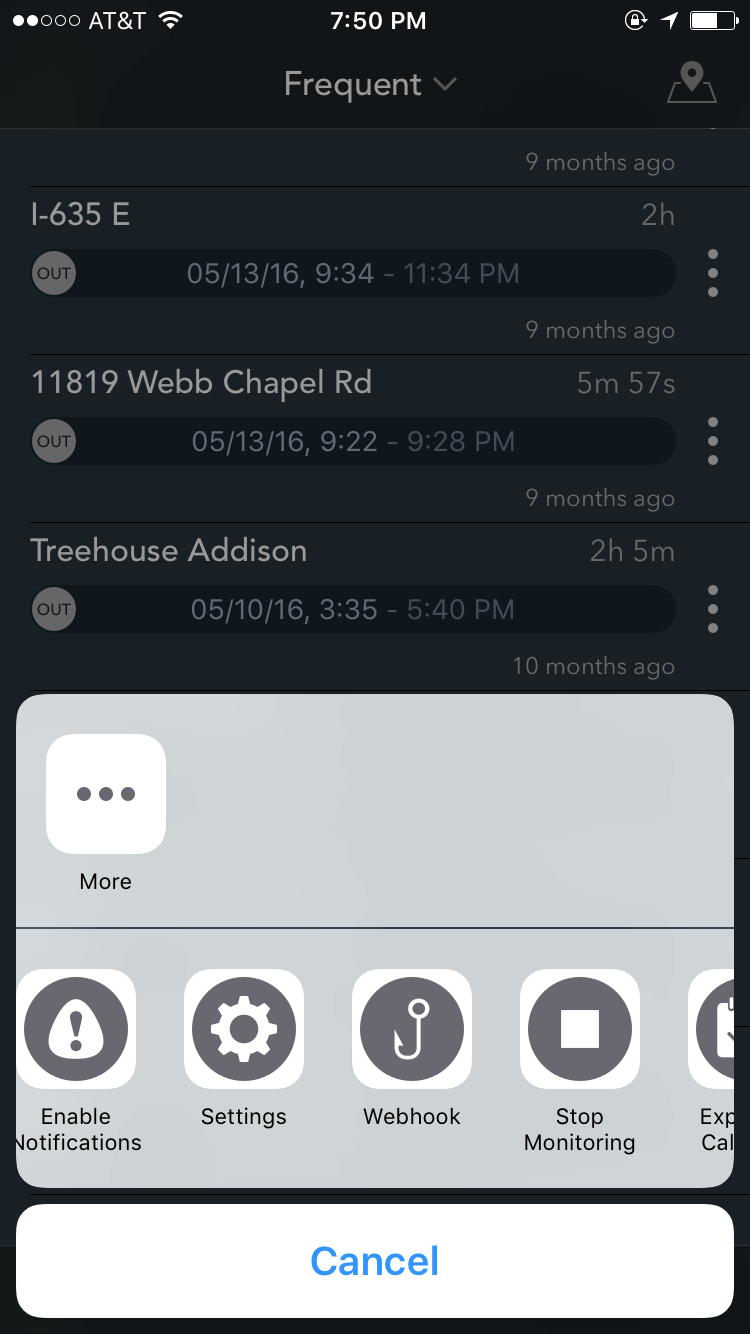 AT&T 7:50 PM
Frequent
9 months ago
I-635 E 2h
OUT 05/13/16, 9:34 - 11:34 PM
9 months ago
11819 Webb Chapel Rd 5m 57s
OUT 05/13/16, 9:22 - 9:28 PM
9 months ago
Treehouse Addison 2h 5m
OUT 05/10/16, 3:35 - 5:40 PM
10 months ago
More
Enable Settings Webhook Stop Exp
Notifications Monitoring Cal
Cancel